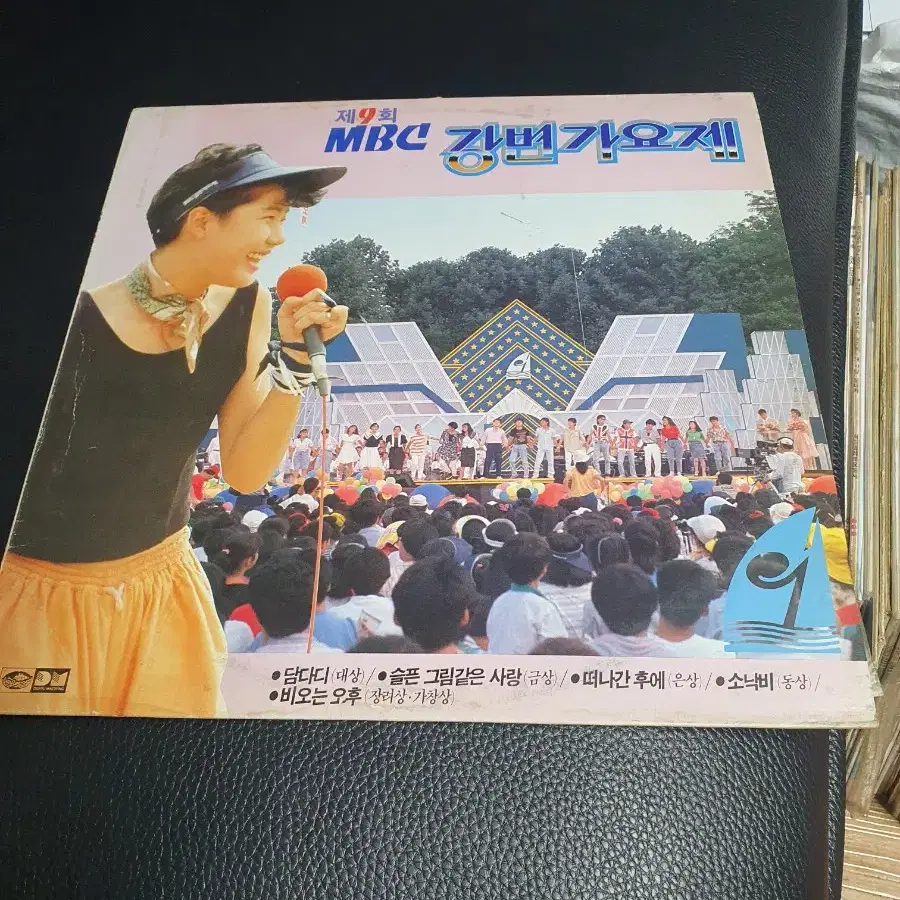 제9회
MBC 강변가요제
• 담다디 (대상) / • 슬픈 그림같은 사랑 (금상) / • 떠나간 후에 (은상) / • 소낙비 (동상) /
• 비오는 오후 (장려상·가창상)